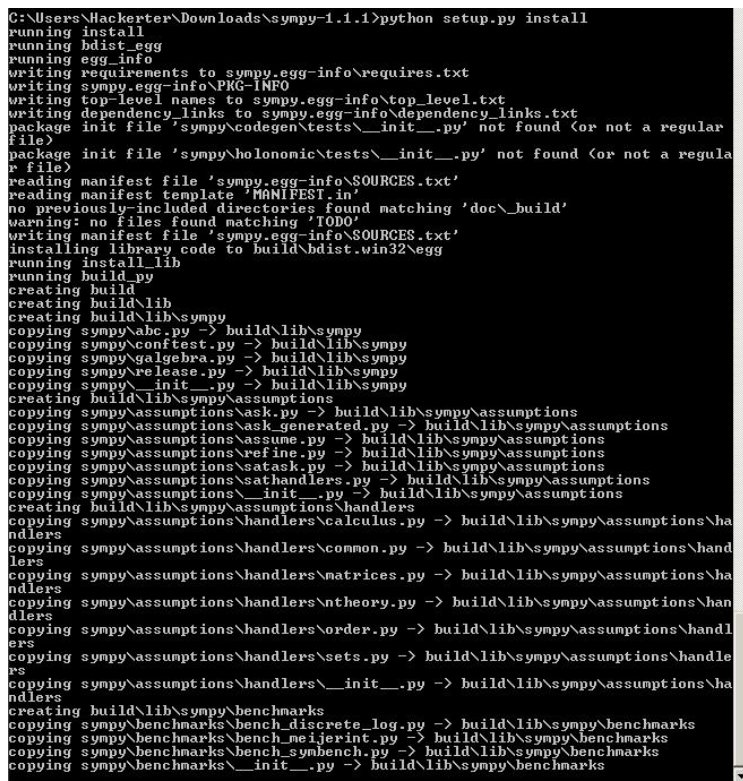 C:\Users\Hackerter\Downloads\sympy-1.1.1>python setup.py install
running install
running bdist_egg
running egg_info
writing requirements to sympy.egg-info\requires.txt
writing sympy.egg-info\PKG-INFO
writing top-level names to sympy.egg-info\top_level.txt
writing dependency_links to sympy.egg-info\dependency_links.txt
package init file 'sympy\codegen\tests\__init__.py' not found (or not a regular
file)
package init file 'sympy\holonomic\tests\__init__.py' not found (or not a regula
r file)
reading manifest file 'sympy.egg-info\SOURCES.txt'
reading manifest template 'MANIFEST.in'
no previously-included directories found matching 'doc\_build'
warning: no files found matching 'TODO'
writing manifest file 'sympy.egg-info\SOURCES.txt'
installing library code to build\bdist.win32\egg
running install_lib
running build_py
creating build
creating build\lib
creating build\lib\sympy
copying sympy\abc.py -> build\lib\sympy
copying sympy\conftest.py -> build\lib\sympy
copying sympy\galgebra.py -> build\lib\sympy
copying sympy\release.py -> build\lib\sympy
copying sympy\__init__.py -> build\lib\sympy
creating build\lib\sympy\assumptions
copying sympy\assumptions\ask.py -> build\lib\sympy\assumptions
copying sympy\assumptions\ask_generated.py -> build\lib\sympy\assumptions
copying sympy\assumptions\assume.py -> build\lib\sympy\assumptions
copying sympy\assumptions\refine.py -> build\lib\sympy\assumptions
copying sympy\assumptions\satask.py -> build\lib\sympy\assumptions
copying sympy\assumptions\sathandlers.py -> build\lib\sympy\assumptions
copying sympy\assumptions\__init__.py -> build\lib\sympy\assumptions
creating build\lib\sympy\assumptions\handlers
copying sympy\assumptions\handlers\calculus.py -> build\lib\sympy\assumptions\ha
ndlers
copying sympy\assumptions\handlers\common.py -> build\lib\sympy\assumptions\hand
lers
copying sympy\assumptions\handlers\matrices.py -> build\lib\sympy\assumptions\ha
ndlers
copying sympy\assumptions\handlers\ntheory.py -> build\lib\sympy\assumptions\han
dlers
copying sympy\assumptions\handlers\order.py -> build\lib\sympy\assumptions\handl
ers
copying sympy\assumptions\handlers\sets.py -> build\lib\sympy\assumptions\handle
rs
copying sympy\assumptions\handlers\__init__.py -> build\lib\sympy\assumptions\ha
ndlers
creating build\lib\sympy\benchmarks
copying sympy\benchmarks\bench_discrete_log.py -> build\lib\sympy\benchmarks
copying sympy\benchmarks\bench_meijerint.py -> build\lib\sympy\benchmarks
copying sympy\benchmarks\bench_symbench.py -> build\lib\sympy\benchmarks
copying sympy\benchmarks\__init__.py -> build\lib\sympy\benchmarks